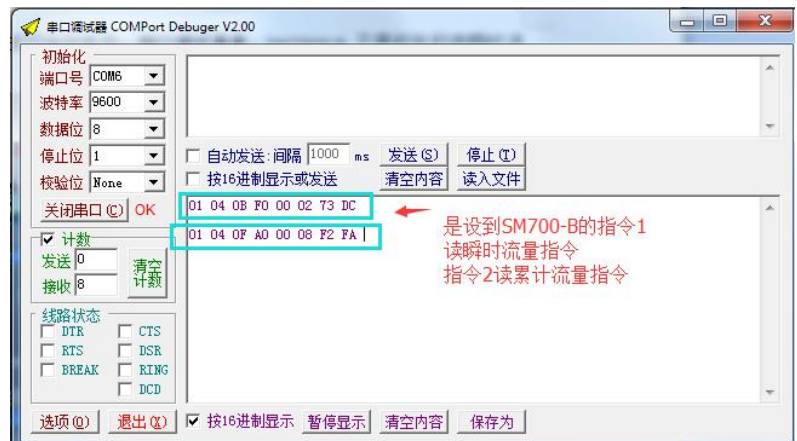 串口调试器 COMPort Debuger V2.00
初始化
端口号 COM6
波特率 9600
数据位 8
停止位 1
校验位 None
关闭串口(C) OK
自动发送:间隔 1000 ms 发送(S) 停止(T)
按16进制显示或发送 清空内容 读入文件
01 04 0B F0 00 02 73 DC
01 04 0F A0 00 08 F2 FA
是设到SM700-B的指令1
读瞬时流量指令
指令2读累计流量指令
计数
发送 0
接收 8
清空
计数
线路状态
DTR CTS
RTS DSR
BREAK RING
DCD
选项(O) 退出(X) 按16进制显示 暂停显示 清空内容 保存为